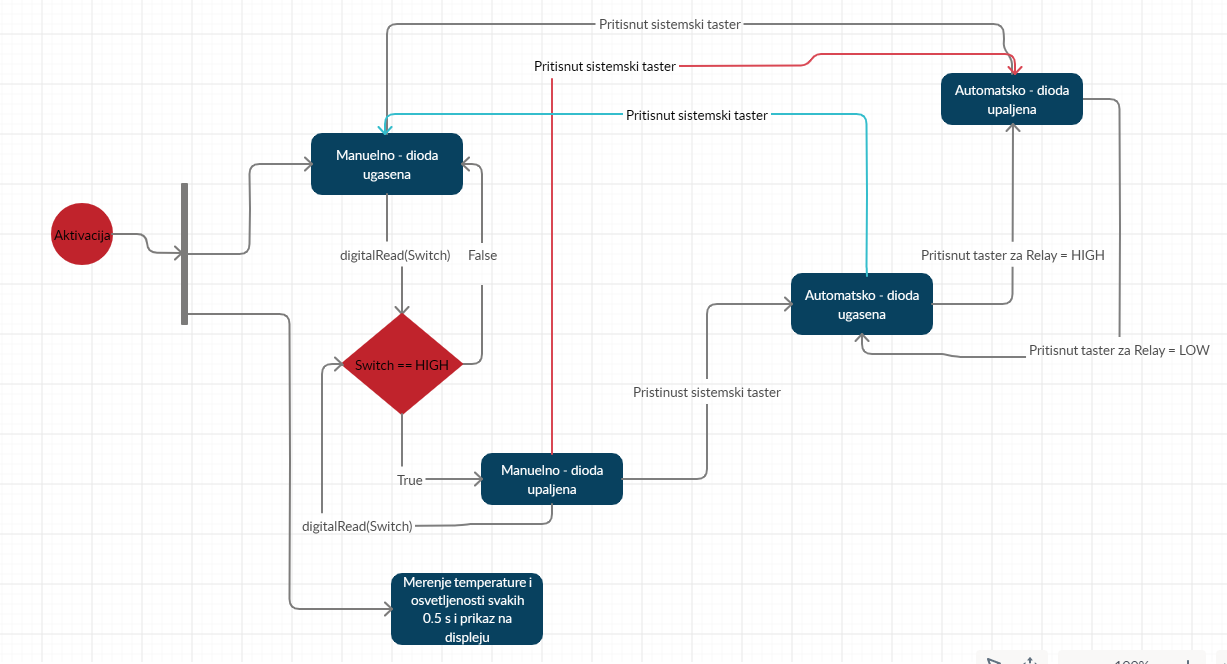 Pritisnut sistemski taster
Pritisnut sistemski taster
Automatsko - dioda
upaljena
Pritisnut sistemski taster
Manuelno - dioda
ugasena
Aktivacija
digitalRead(Switch)
False
Pritisnut taster za Relay = HIGH
Automatsko - dioda
ugasena
Pritisnut taster za Relay = LOW
Switch == HIGH
Pristinust sistemski taster
True
Manuelno - dioda
upaljena
digitalRead(Switch)
Merenje temperature i
osvetljenosti svakih
0.5 s i prikaz na
displeju
100%